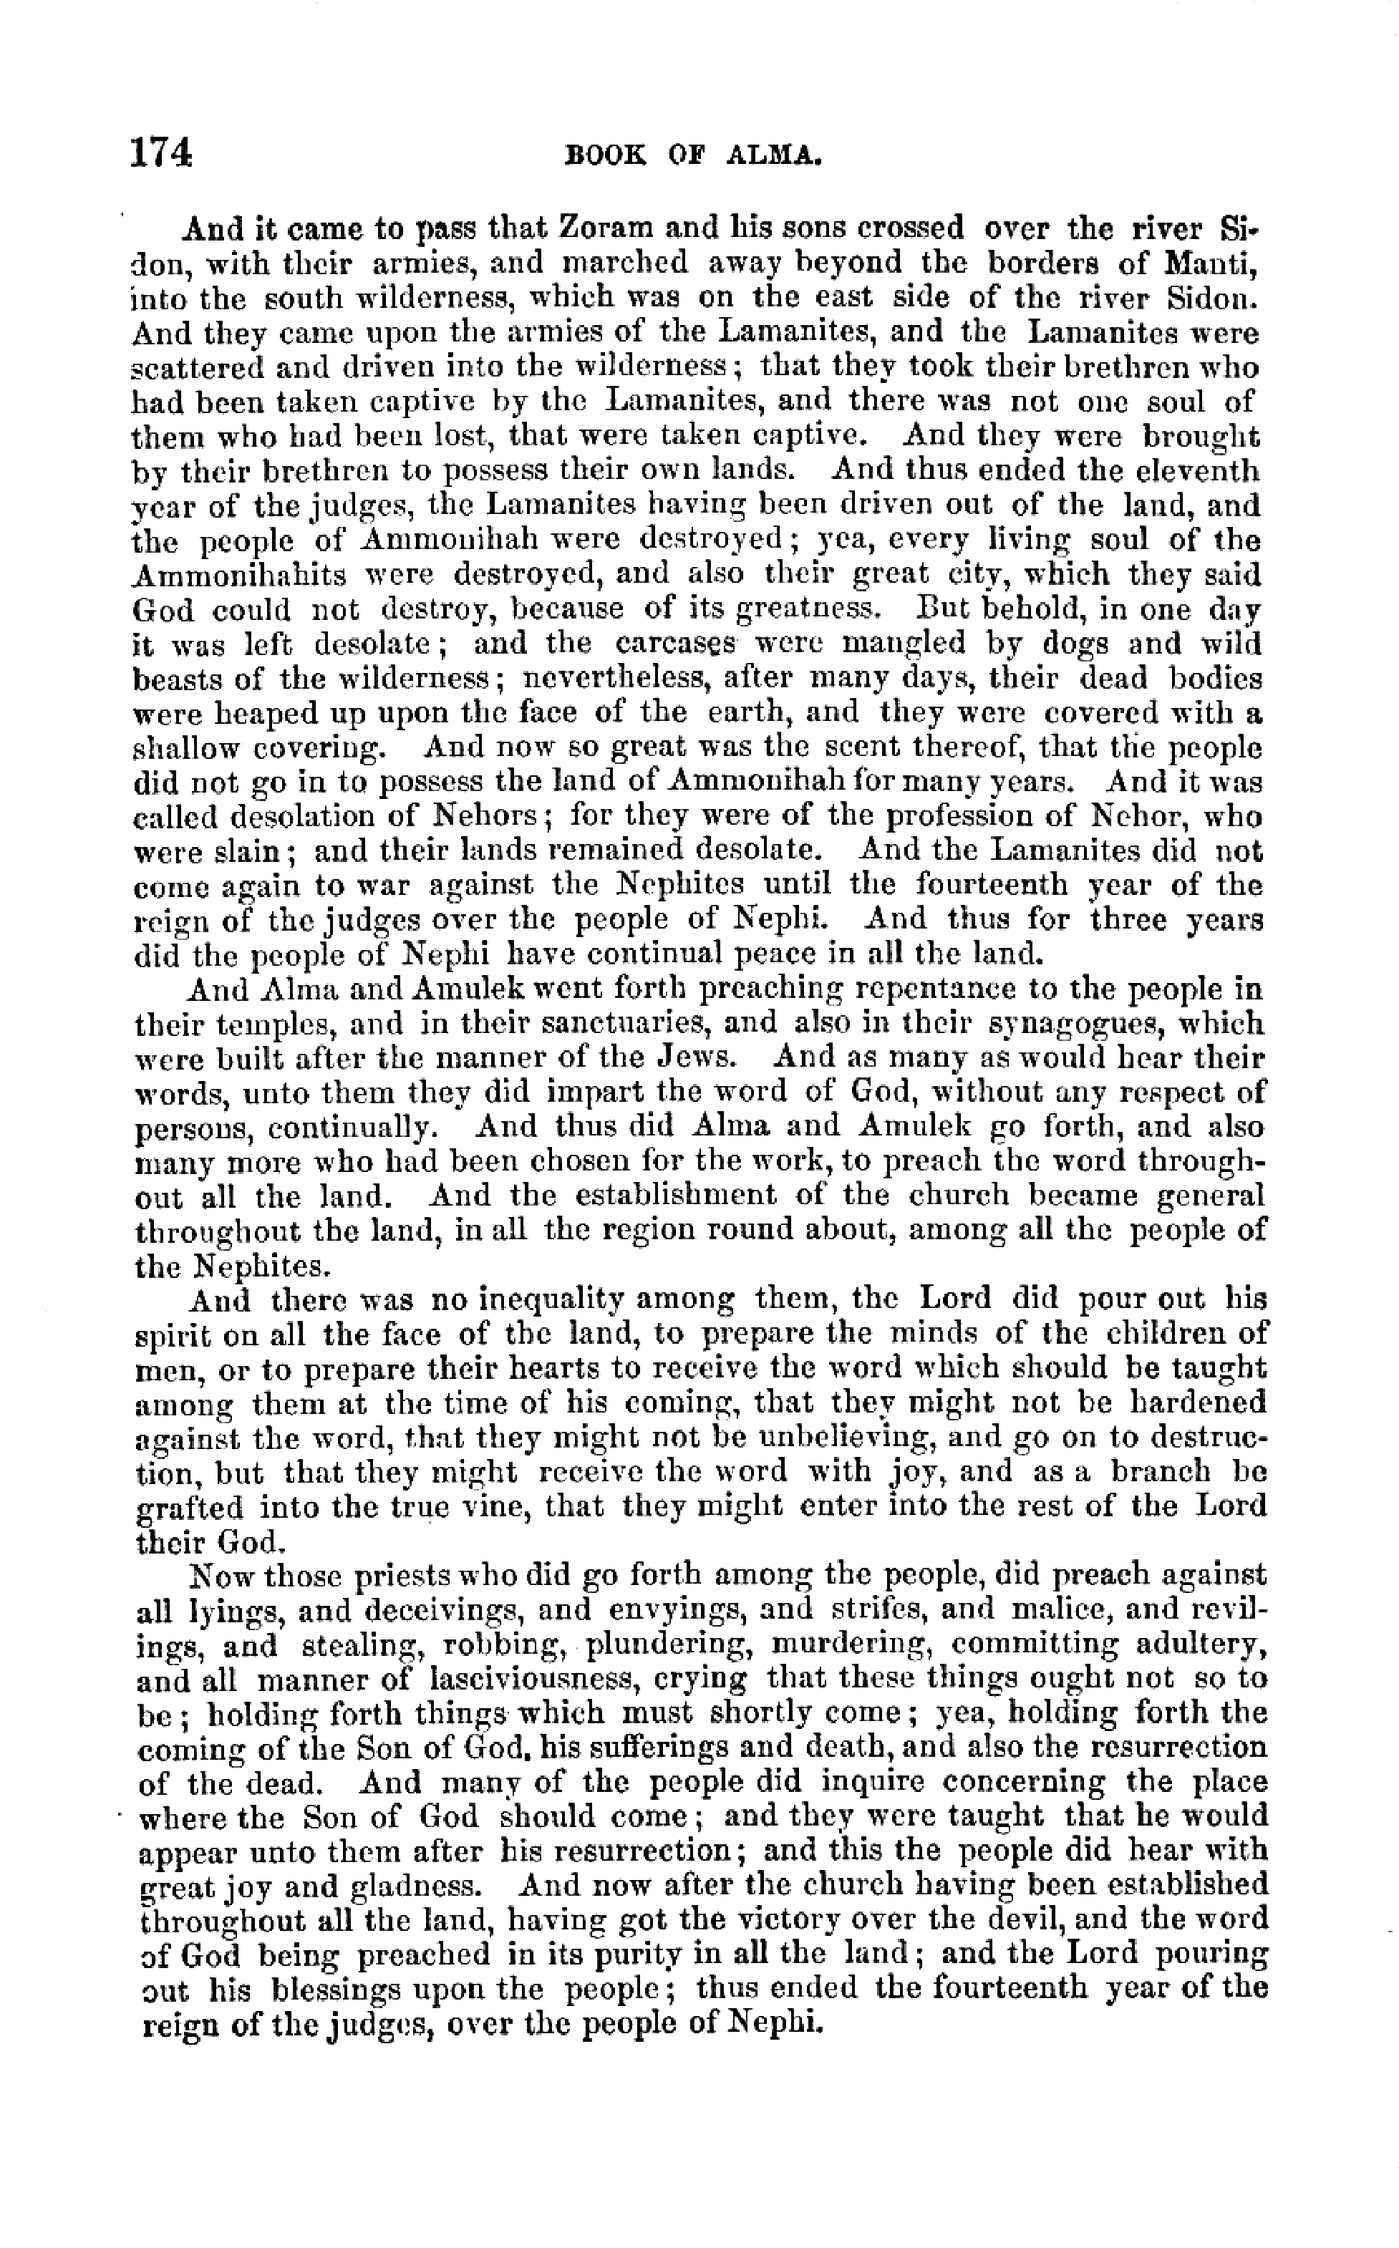 174 BOOK OF ALMA.
And it came to pass that Zoram and his sons crossed over the river Si-
don, with their armies, and marched away beyond the borders of Manti,
into the south wilderness, which was on the east side of the river Sidon.
And they came upon the armies of the Lamanites, and the Lamanites were
scattered and driven into the wilderness; that they took their brethren who
had been taken captive by the Lamanites, and there was not one soul of
them who had been lost, that were taken captive. And they were brought
by their brethren to possess their own lands. And thus ended the eleventh
year of the judges, the Lamanites having been driven out of the land, and
the people of Ammonihah were destroyed; yea, every living soul of the
Ammonihahits were destroyed, and also their great city, which they said
God could not destroy, because of its greatness. But behold, in one day
it was left desolate; and the carcases were mangled by dogs and wild
beasts of the wilderness; nevertheless, after many days, their dead bodies
were heaped up upon the face of the earth, and they were covered with a
shallow covering. And now so great was the scent thereof, that the people
did not go in to possess the land of Ammonihah for many years. And it was
called desolation of Nehors; for they were of the profession of Nehor, who
were slain; and their lands remained desolate. And the Lamanites did not
come again to war against the Nephites until the fourteenth year of the
reign of the judges over the people of Nephi. And thus for three years
did the people of Nephi have continual peace in all the land.
And Alma and Amulek went forth preaching repentance to the people in
their temples, and in their sanctuaries, and also in their synagogues, which
were built after the manner of the Jews. And as many as would hear their
words, unto them they did impart the word of God, without any respect of
persons, continually. And thus did Alma and Amulek go forth, and also
many more who had been chosen for the work, to preach the word through-
out all the land. And the establishment of the church became general
throughout the land, in all the region round about, among all the people of
the Nephites.
And there was no inequality among them, the Lord did pour out his
spirit on all the face of the land, to prepare the minds of the children of
men, or to prepare their hearts to receive the word which should be taught
among them at the time of his coming, that they might not be hardened
against the word, that they might not be unbelieving, and go on to destruc-
tion, but that they might receive the word with joy, and as a branch be
grafted into the true vine, that they might enter into the rest of the Lord
their God.
Now those priests who did go forth among the people, did preach against
all lyings, and deceivings, and envyings, and strifes, and malice, and revil-
ings, and stealing, robbing, plundering, murdering, committing adultery,
and all manner of lasciviousness, crying that these things ought not so to
be; holding forth things which must shortly come; yea, holding forth the
coming of the Son of God, his sufferings and death, and also the resurrection
of the dead. And many of the people did inquire concerning the place
where the Son of God should come; and they were taught that he would
appear unto them after his resurrection; and this the people did hear with
great joy and gladness. And now after the church having been established
throughout all the land, having got the victory over the devil, and the word
of God being preached in its purity in all the land; and the Lord pouring
out his blessings upon the people; thus ended the fourteenth year of the
reign of the judges, over the people of Nephi.